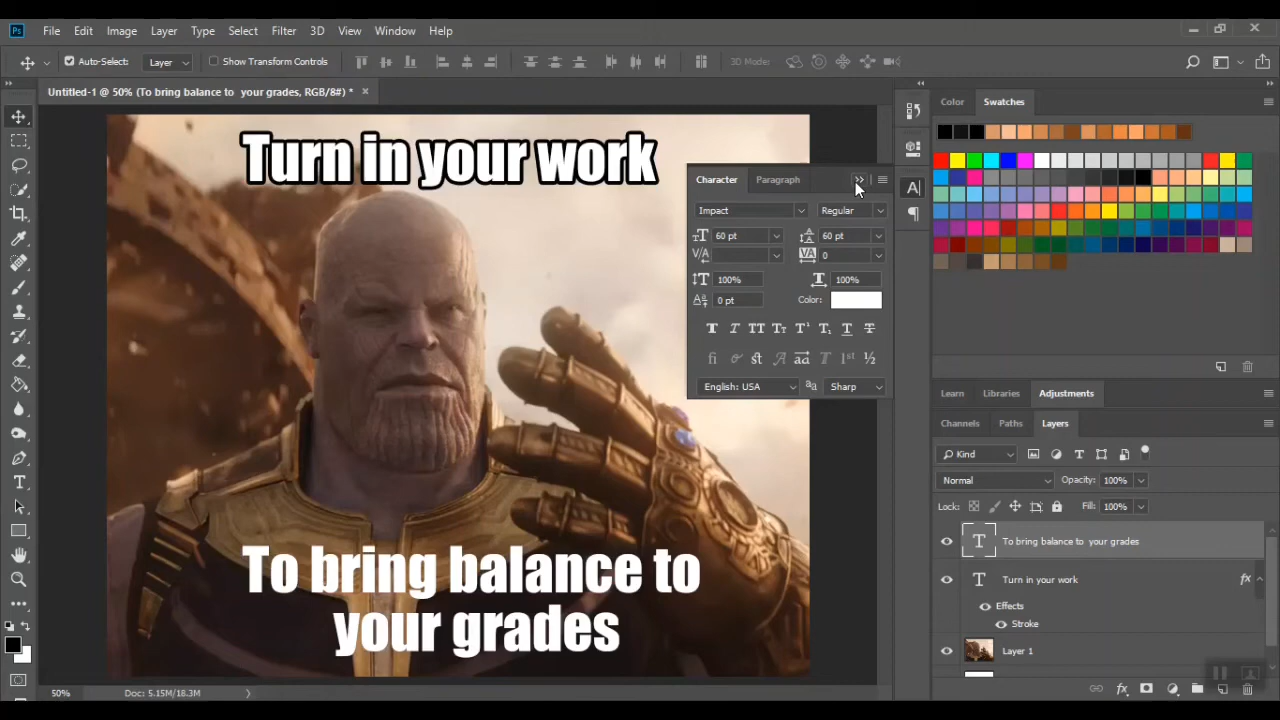 Ps File Edit Image Layer Type Select Filter 3D View Window Help
Auto-Select: Layer Show Transform Controls 3D Mode:
Untitled-1 @ 50% (To bring balance to your grades, RGB/8#) *
Color Swatches
Turn in your work
Character Paragraph
Impact Regular
60 pt 60 pt
0
100% 100%
0 pt Color:
English: USA Sharp
Learn Libraries Adjustments
Channels Paths Layers
Kind
Normal Opacity: 100%
Lock: Fill: 100%
To bring balance to your grades
Turn in your work fx
Effects
Stroke
Layer 1
To bring balance to
your grades
50% Doc: 5.15M/18.3M